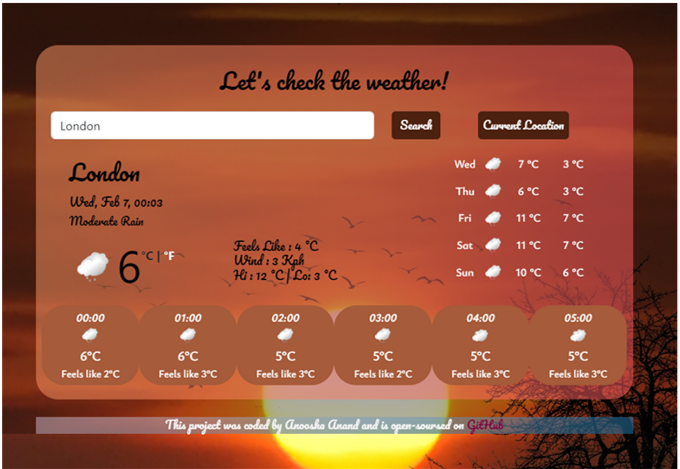 Let's check the weather!
London
Search
Current Location
London
Wed, Feb 7, 00:03
Moderate Rain
6 °C | °F
Feels Like : 4 °C
Wind : 3 Kph
Hi : 12 °C | Lo: 3 °C
Wed 7 °C 3 °C
Thu 6 °C 3 °C
Fri 11 °C 7 °C
Sat 11 °C 7 °C
Sun 10 °C 6 °C
00:00 01:00 02:00 03:00 04:00 05:00
6°C 6°C 5°C 5°C 5°C 5°C
Feels like 2°C Feels like 3°C Feels like 3°C Feels like 2°C Feels like 3°C Feels like 3°C
This project was coded by Anooska Anand and is open-soursed on GitHub